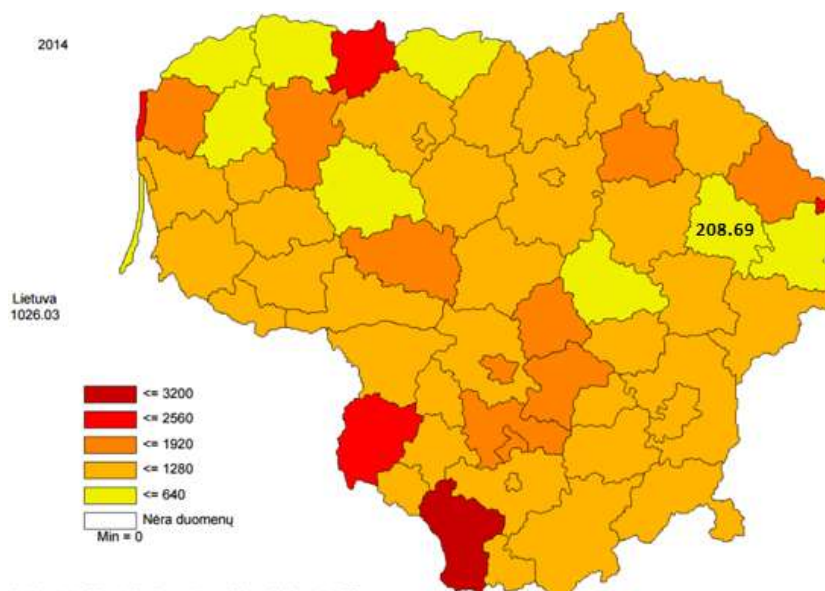 2014
208.69
Lietuva
1026.03
<= 3200
<= 2560
<= 1920
<= 1280
<= 640
Nėra duomenų
Min = 0